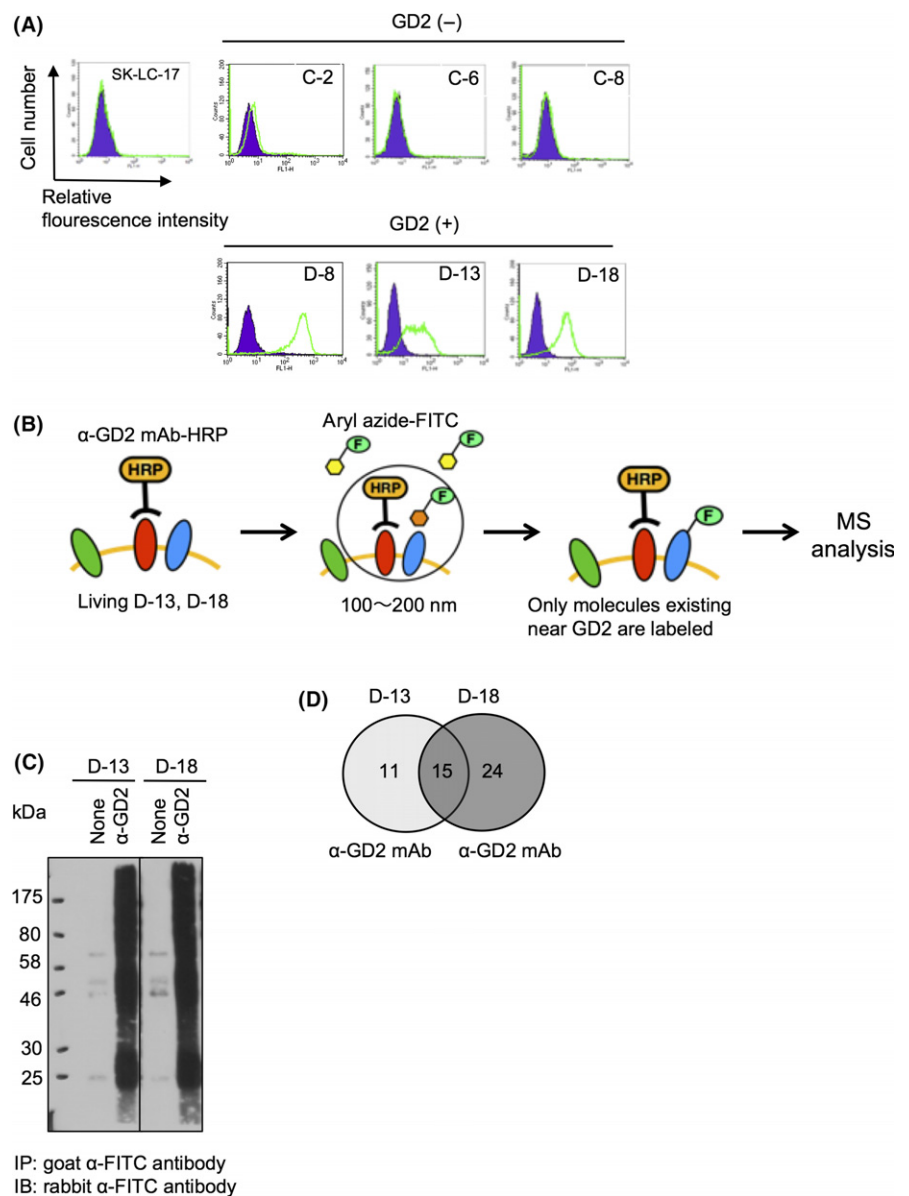 (A)
GD2 (–)
SK-LC-17
C-2
C-6
C-8
Cell number
Relative
flourescence intensity
Counts
FL1-H
GD2 (+)
D-8
D-13
D-18
(B)
α-GD2 mAb-HRP
HRP
Living D-13, D-18
Aryl azide-FITC
F
F
HRP
F
100～200 nm
HRP
F
Only molecules existing
near GD2 are labeled
MS
analysis
(C)
D-13
D-18
kDa
None
α-GD2
None
α-GD2
175
80
58
46
30
25
IP: goat α-FITC antibody
IB: rabbit α-FITC antibody
(D)
D-13
D-18
11
15
24
α-GD2 mAb
α-GD2 mAb